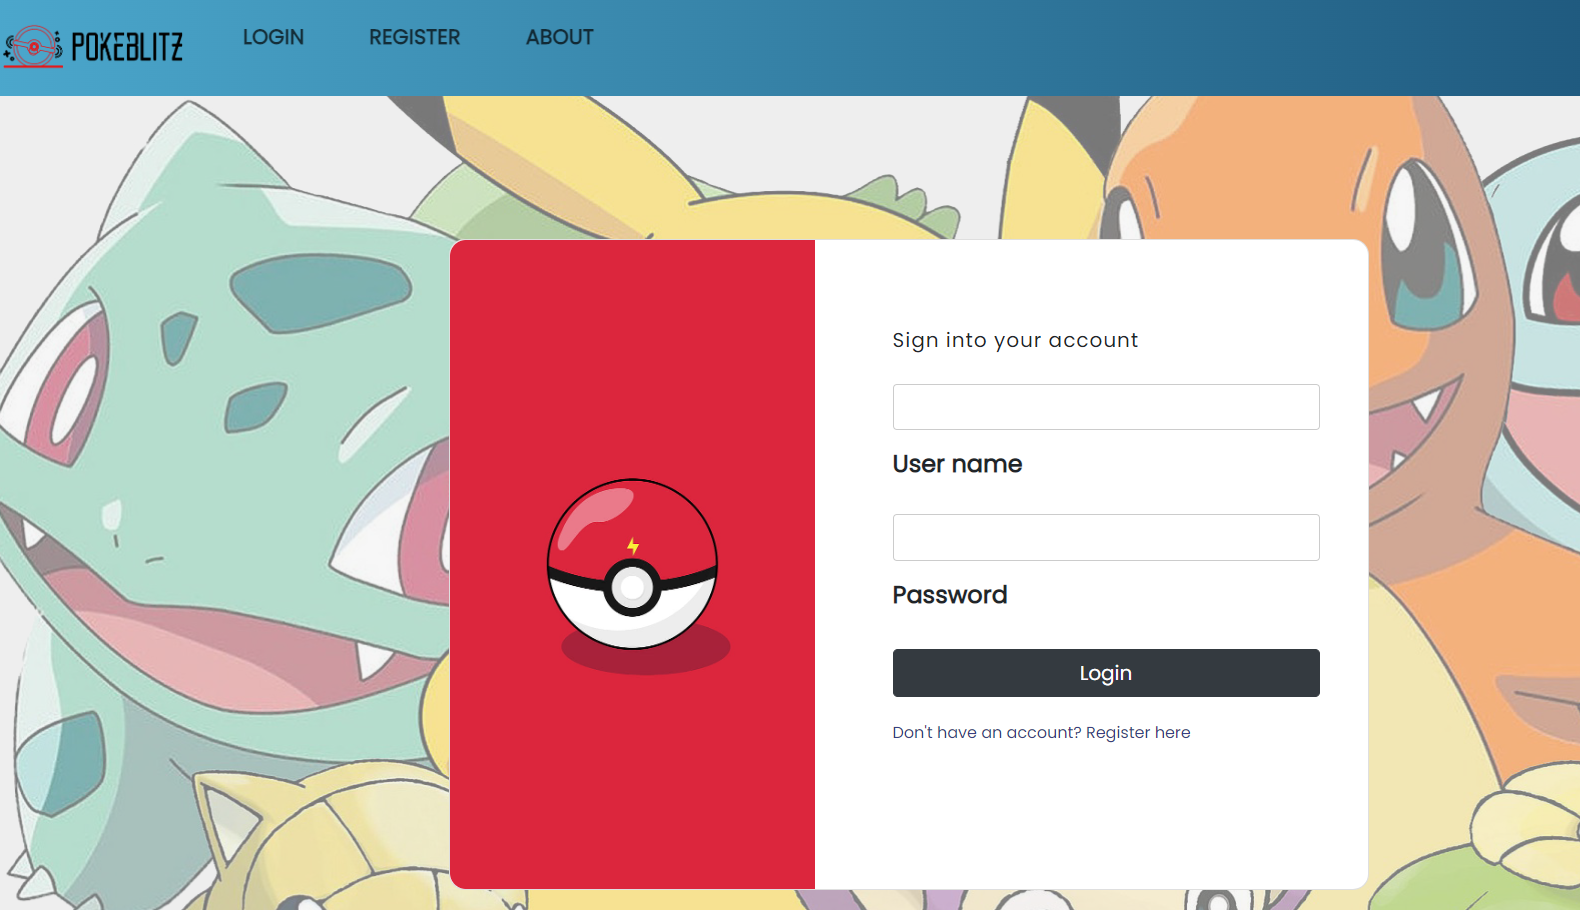 POKEBLITZ LOGIN REGISTER ABOUT
Sign into your account
User name
Password
Login
Don't have an account? Register here